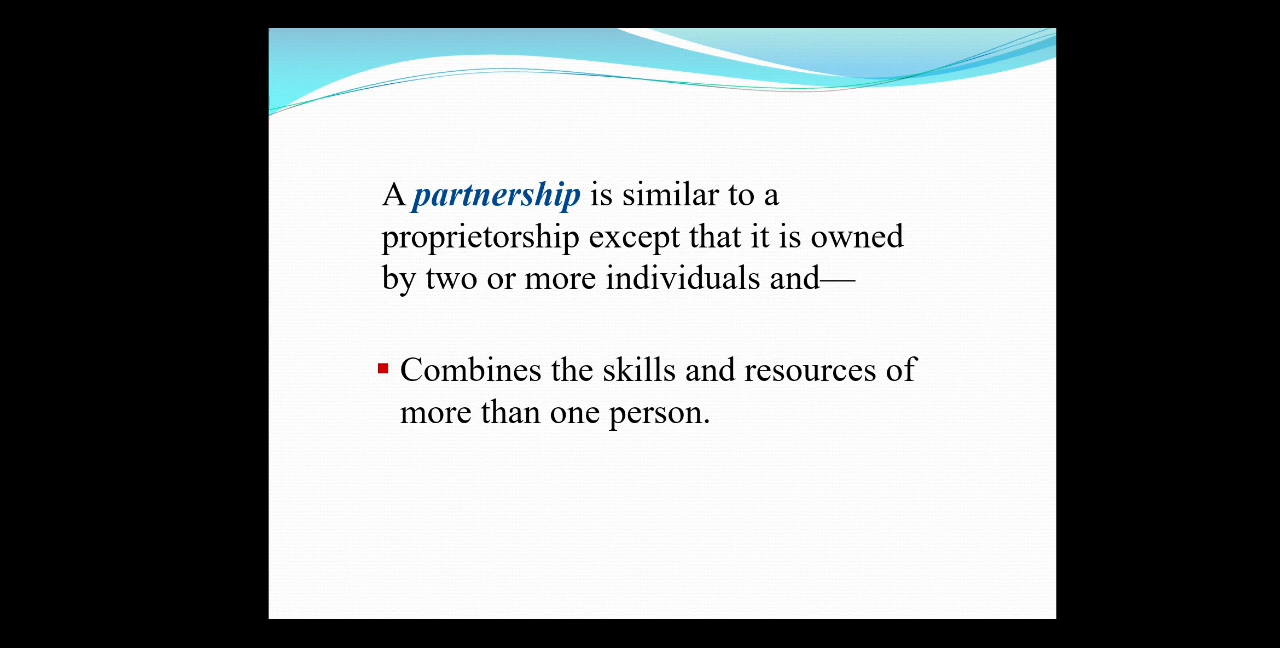 A partnership is similar to a
proprietorship except that it is owned
by two or more individuals and—
▪ Combines the skills and resources of
more than one person.